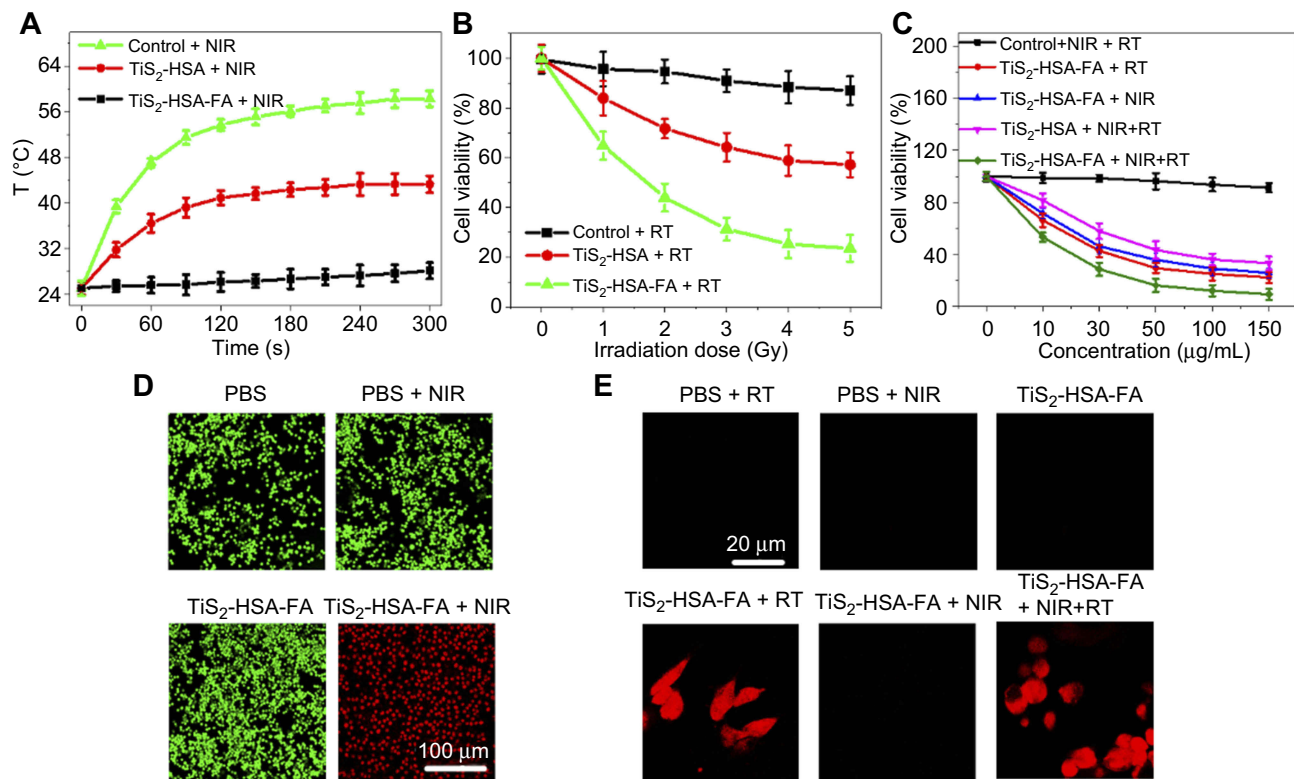 A
Control + NIR
TiS₂-HSA + NIR
TiS₂-HSA-FA + NIR
T (°C)
64
56
48
40
32
24
0
60
120
180
240
300
Time (s)
B
Cell viability (%)
100
80
60
40
20
0
Control + RT
TiS₂-HSA + RT
TiS₂-HSA-FA + RT
0
1
2
3
4
5
Irradiation dose (Gy)
C
Control+NIR + RT
TiS₂-HSA-FA + RT
TiS₂-HSA-FA + NIR
TiS₂-HSA + NIR+RT
TiS₂-HSA-FA + NIR+RT
Cell viability (%)
200
160
120
80
40
0
0
10
30
50
100
150
Concentration (μg/mL)
D
PBS
PBS + NIR
TiS₂-HSA-FA
TiS₂-HSA-FA + NIR
100 μm
E
PBS + RT
PBS + NIR
TiS₂-HSA-FA
20 μm
TiS₂-HSA-FA + RT
TiS₂-HSA-FA + NIR
TiS₂-HSA-FA
+ NIR+RT